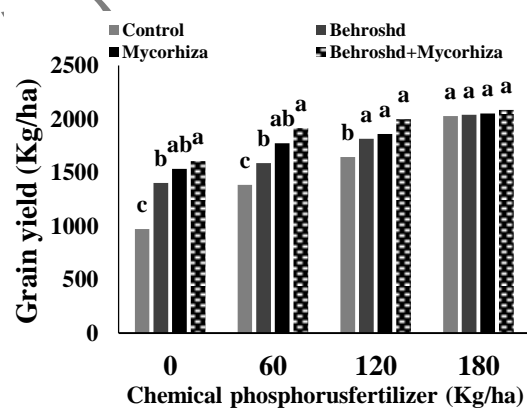 Control Behroshd
Mycorhiza Behroshd+Mycorhiza
Grain yield (Kg/ha)
2500
2000
1500
1000
500
0
c b ab a
c b ab a
b a a a
a a a a
0 60 120 180
Chemical phosphorusfertilizer (Kg/ha)